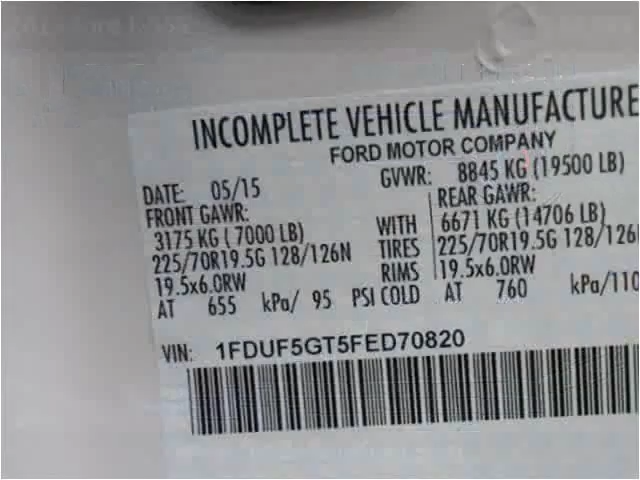 INCOMPLETE VEHICLE MANUFACTURE
FORD MOTOR COMPANY
DATE: 05/15
GVWR: 8845 KG (19500 LB)
FRONT GAWR:
3175 KG ( 7000 LB)
225/70R19.5G 128/126N
19.5x6.0RW
AT 655 kPa/ 95 PSI COLD
WITH
TIRES
RIMS
REAR GAWR:
6671 KG (14706 LB)
225/70R19.5G 128/126N
19.5x6.0RW
AT 760 kPa/110
VIN: 1FDUF5GT5FED70820